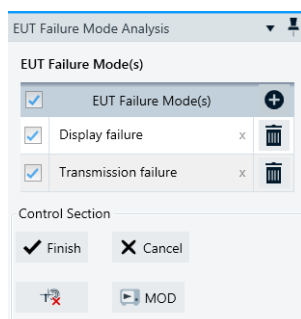 EUT Failure Mode Analysis
EUT Failure Mode(s)
EUT Failure Mode(s)
Display failure x
Transmission failure x
Control Section
Finish Cancel
MOD